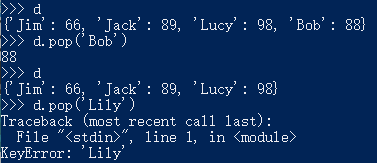 >>> d
{'Jim': 66, 'Jack': 89, 'Lucy': 98, 'Bob': 88}
>>> d.pop('Bob')
88
>>> d
{'Jim': 66, 'Jack': 89, 'Lucy': 98}
>>> d.pop('Lily')
Traceback (most recent call last):
  File "<stdin>", line 1, in <module>
KeyError: 'Lily'